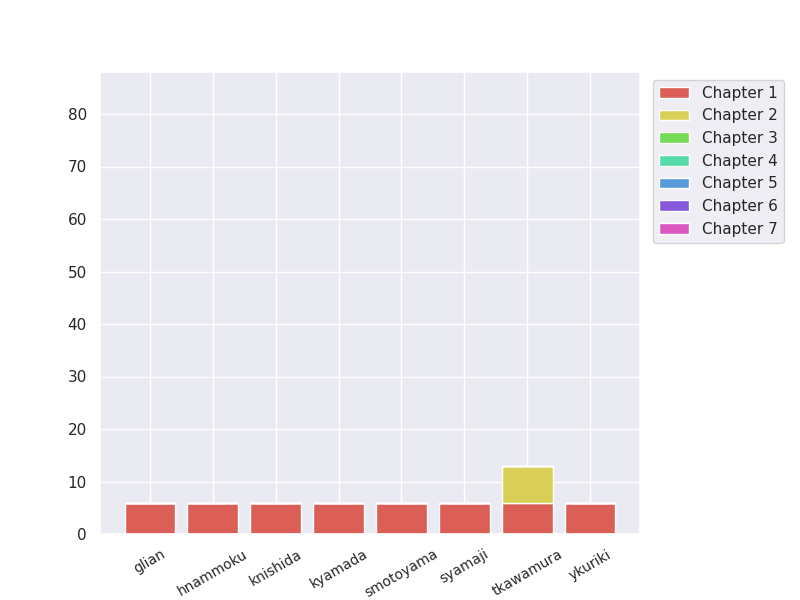 80
70
60
50
40
30
20
10
0
glian
hnammoku
knishida
kyamada
smotoyama
syamaji
tkawamura
ykuriki
Chapter 1
Chapter 2
Chapter 3
Chapter 4
Chapter 5
Chapter 6
Chapter 7